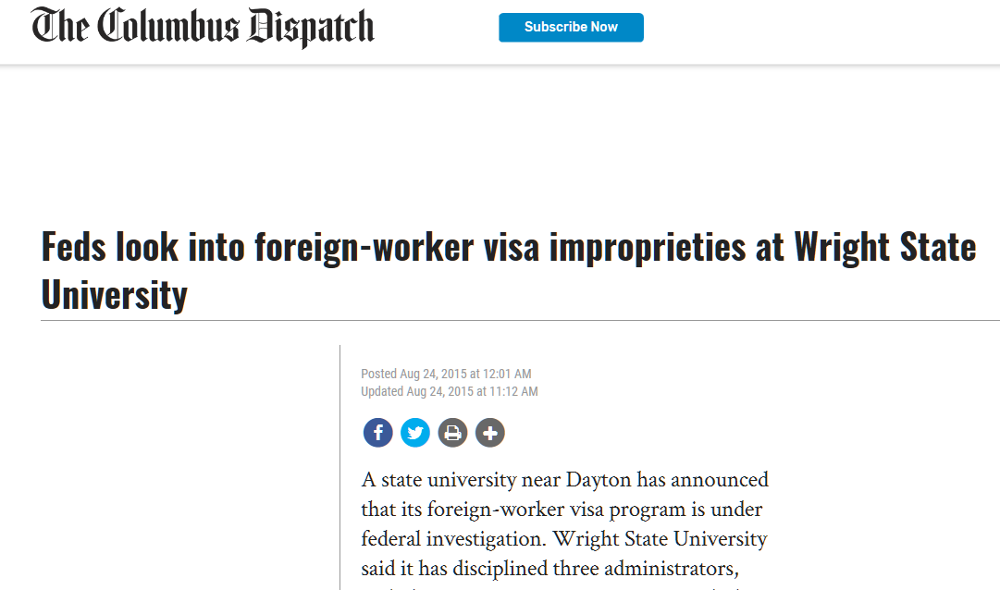 The Columbus Dispatch
Subscribe Now
Feds look into foreign-worker visa improprieties at Wright State
University
Posted Aug 24, 2015 at 12:01 AM
Updated Aug 24, 2015 at 11:12 AM
A state university near Dayton has announced
that its foreign-worker visa program is under
federal investigation. Wright State University
said it has disciplined three administrators,